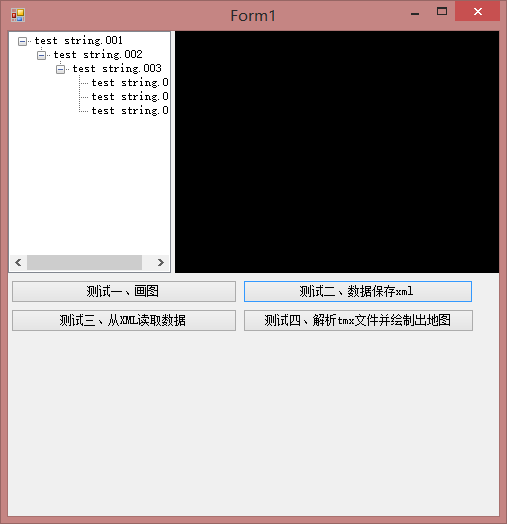 Form1
test string.001
test string.002
test string.003
test string.0
test string.0
test string.0
测试一、画图
测试二、数据保存xml
测试三、从XML读取数据
测试四、解析tmx文件并绘制出地图